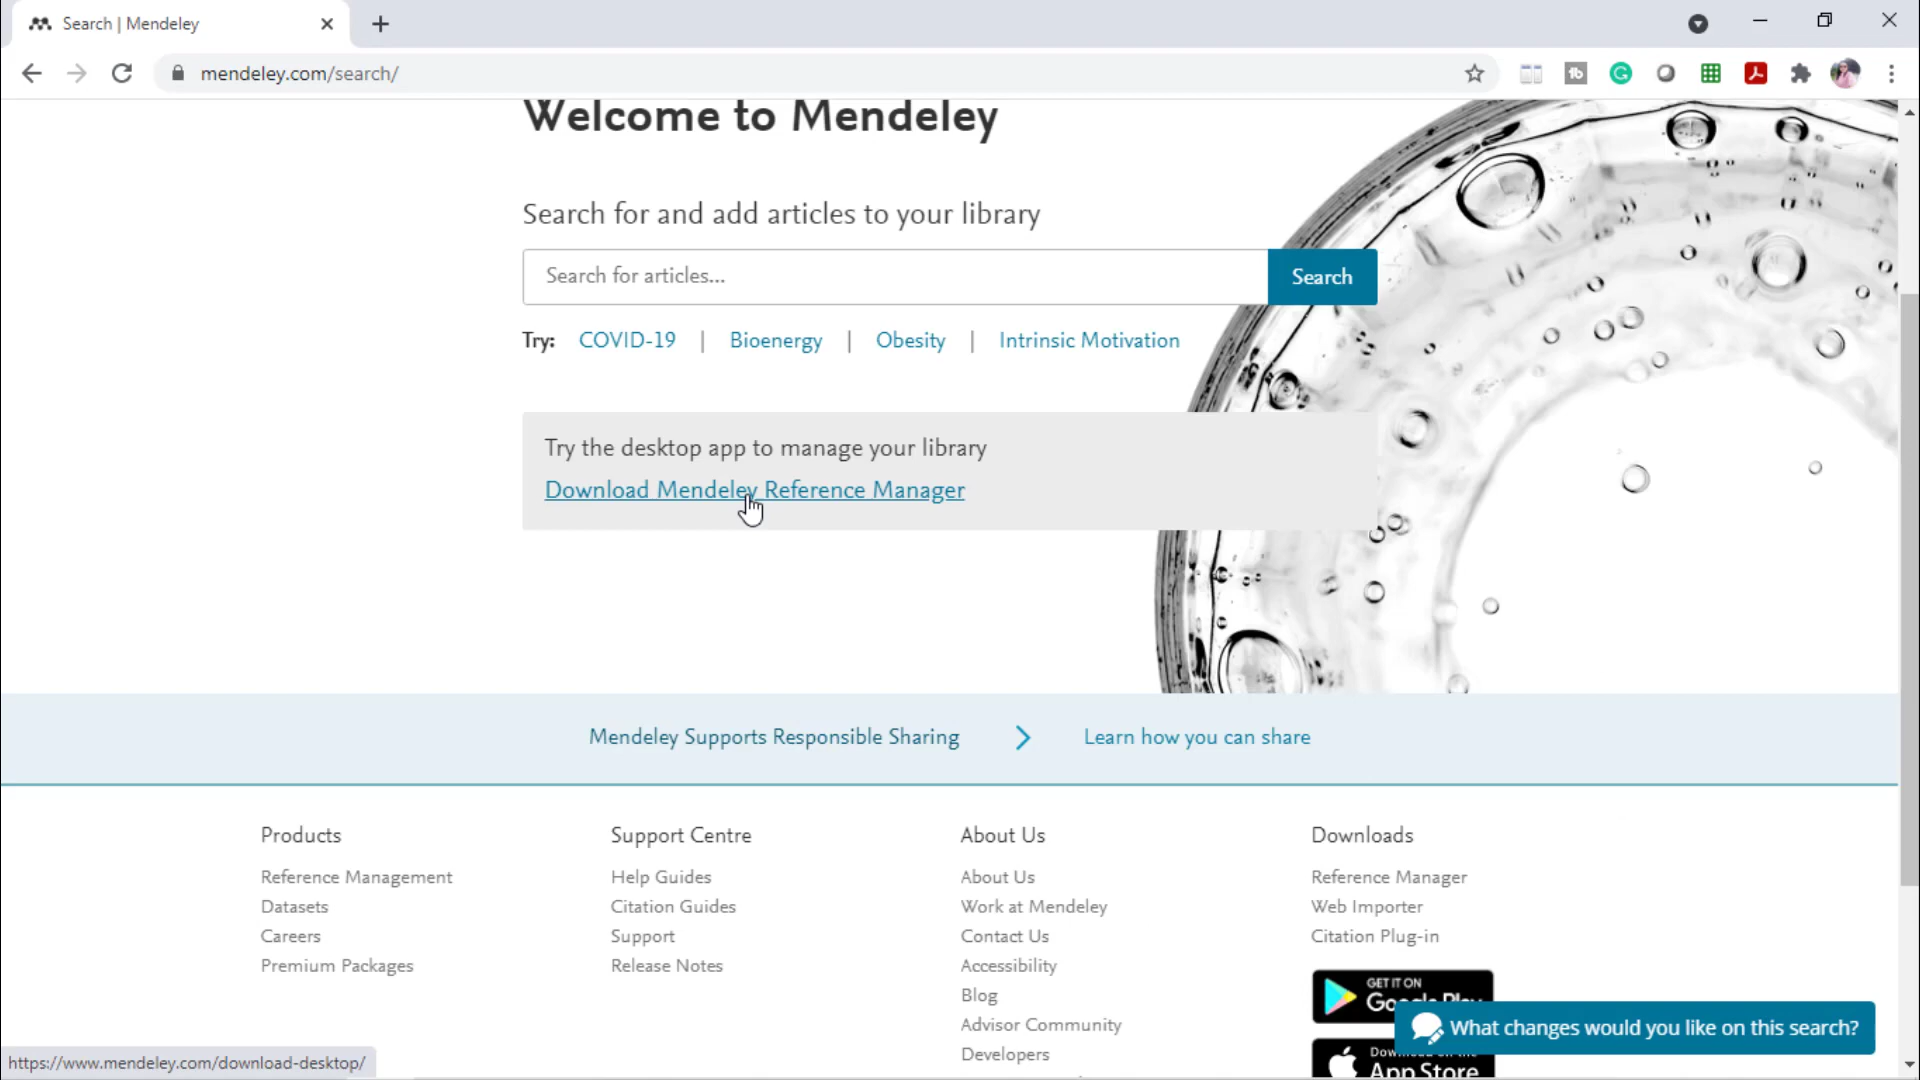 Search | Mendeley
mendeley.com/search/
Welcome to Mendeley
Search for and add articles to your library
Search for articles...
Search
Try: COVID-19 | Bioenergy | Obesity | Intrinsic Motivation
Try the desktop app to manage your library
Download Mendeley Reference Manager
Mendeley Supports Responsible Sharing
Learn how you can share
Products
Reference Management
Datasets
Careers
Premium Packages
Support Centre
Help Guides
Citation Guides
Support
Release Notes
About Us
About Us
Work at Mendeley
Contact Us
Accessibility
Blog
Advisor Community
Developers
Downloads
Reference Manager
Web Importer
Citation Plug-in
GET IT ON
Google Play
App Store
What changes would you like on this search?
https://www.mendeley.com/download-desktop/